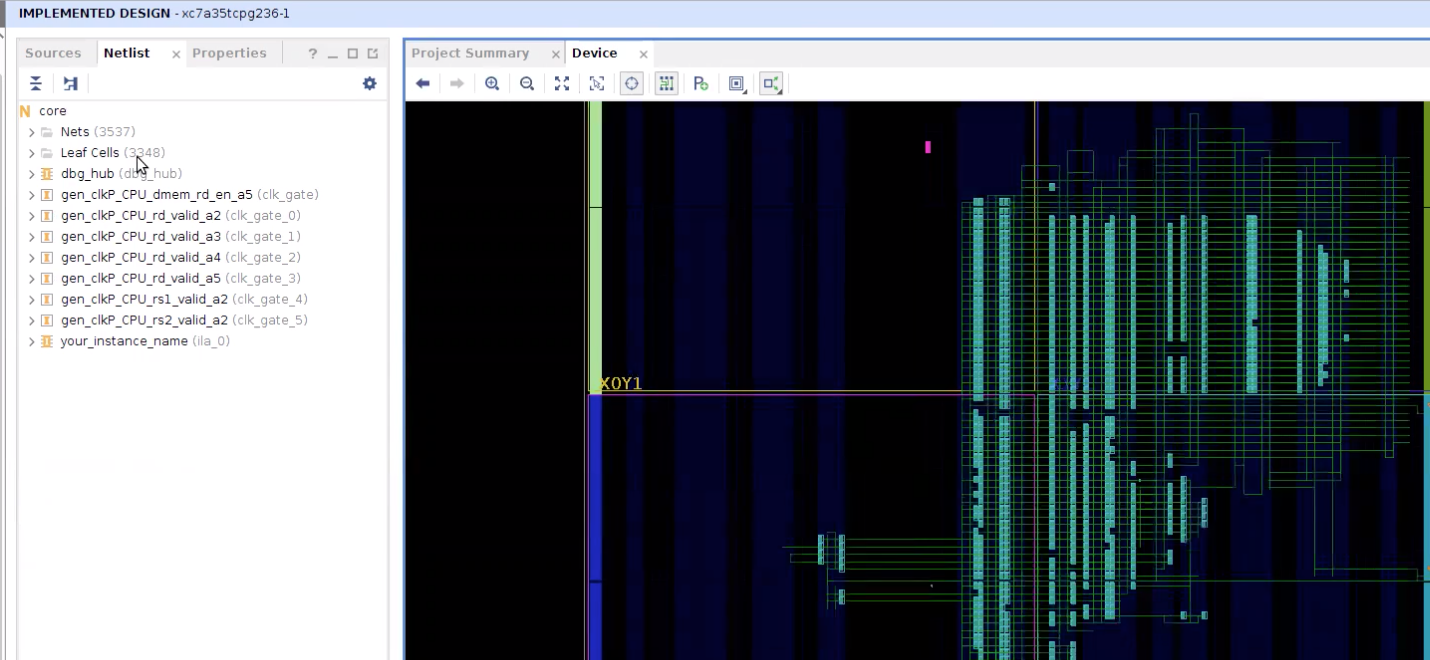 IMPLEMENTED DESIGN - xc7a35tcpg236-1
Sources Netlist × Properties ?
Project Summary × Device ×
N core
Nets (3537)
Leaf Cells (3348)
dbg_hub (dbg_hub)
gen_clkP_CPU_dmem_rd_en_a5 (clk_gate)
gen_clkP_CPU_rd_valid_a2 (clk_gate_0)
gen_clkP_CPU_rd_valid_a3 (clk_gate_1)
gen_clkP_CPU_rd_valid_a4 (clk_gate_2)
gen_clkP_CPU_rd_valid_a5 (clk_gate_3)
gen_clkP_CPU_rs1_valid_a2 (clk_gate_4)
gen_clkP_CPU_rs2_valid_a2 (clk_gate_5)
your_instance_name (ila_0)
X0Y1